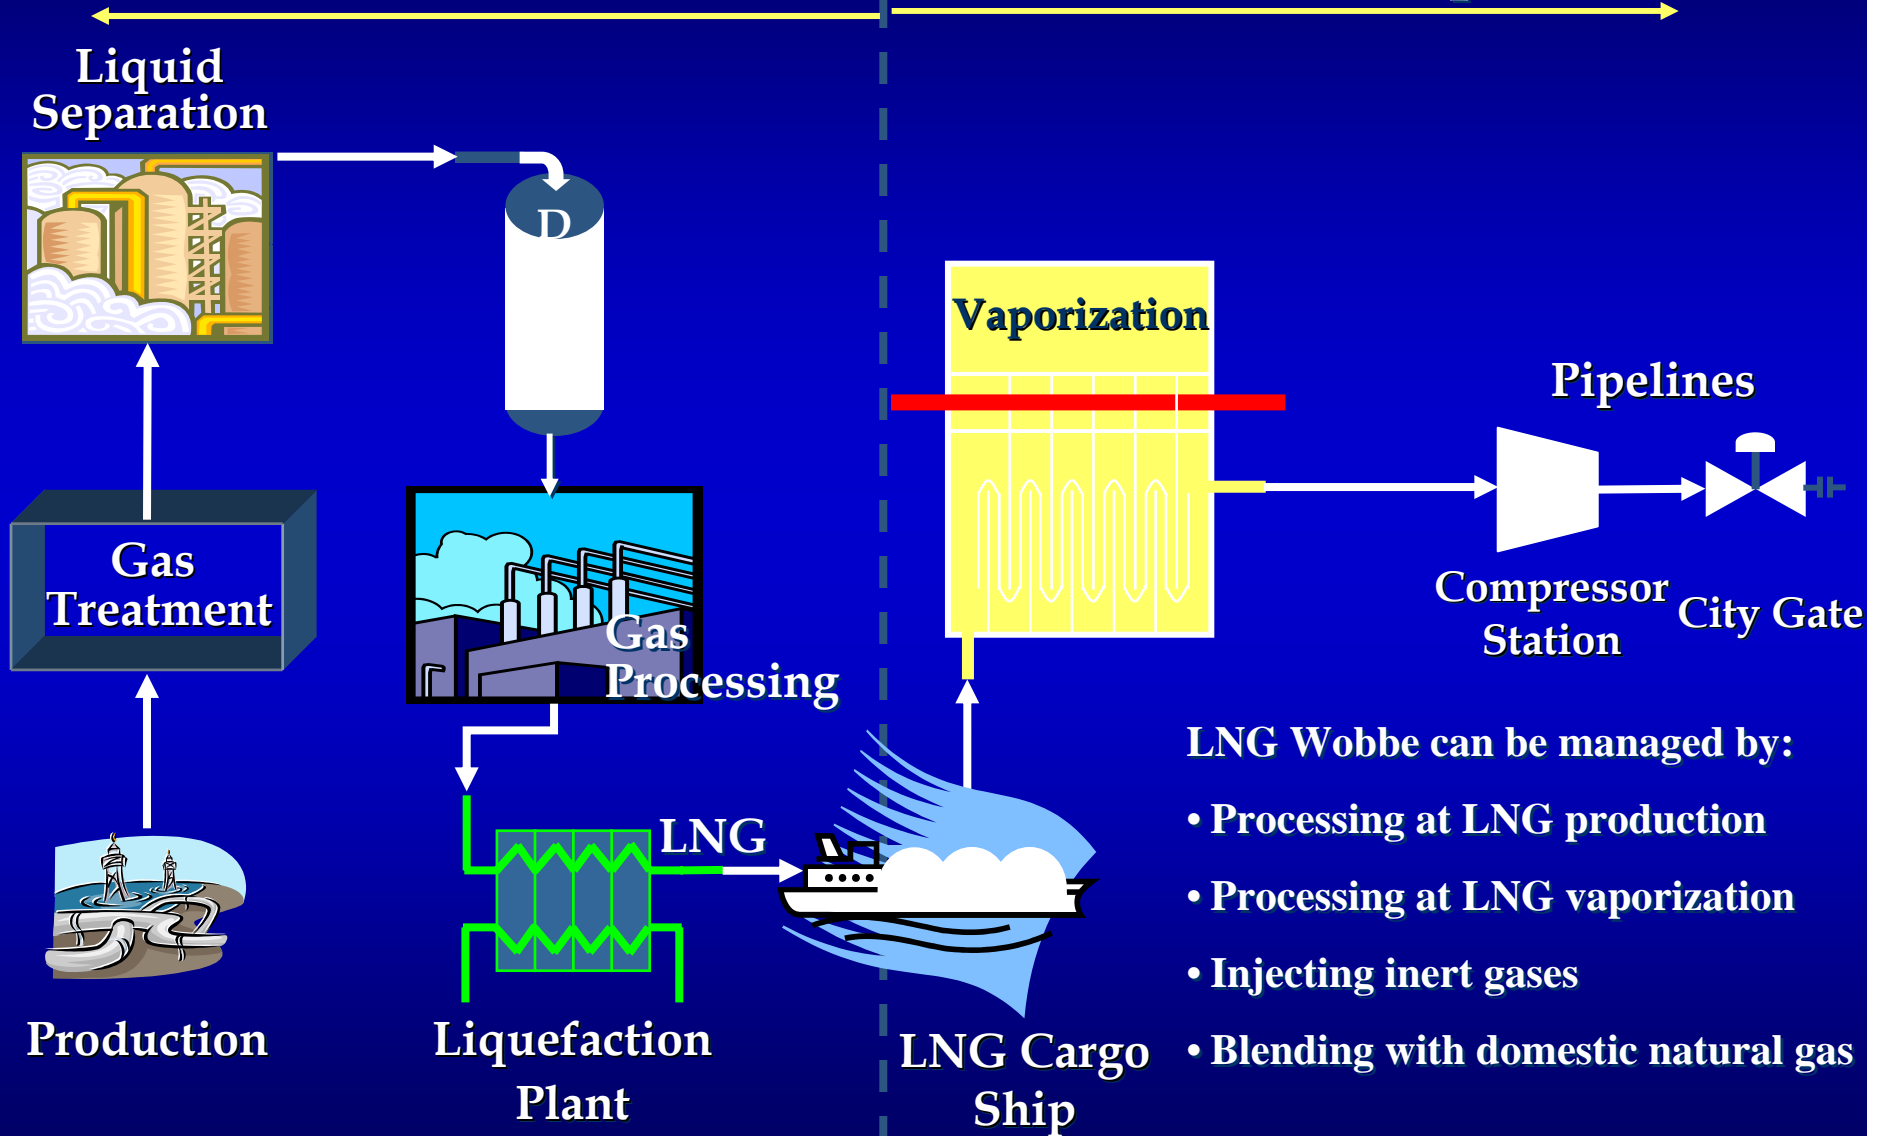 Liquid
Separation
D
Gas
Treatment
Gas
Processing
Production
LNG
Liquefaction
Plant
LNG Cargo
Ship
Vaporization
Pipelines
Compressor
Station
City Gate
LNG Wobbe can be managed by:
• Processing at LNG production
• Processing at LNG vaporization
• Injecting inert gases
• Blending with domestic natural gas